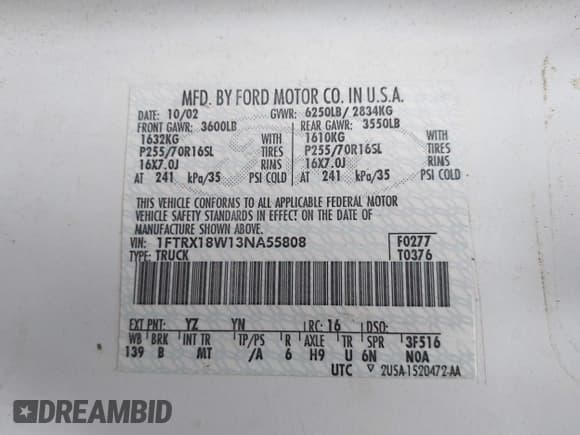 MFD. BY FORD MOTOR CO. IN U.S.A.
DATE: 10/02 GVWR: 6250LB/ 2834KG
FRONT GAWR: 3600LB REAR GAWR: 3550LB
1632KG WITH 1610KG WITH
P255/70R16SL TIRES P255/70R16SL TIRES
16X7.0J RIMS 16X7.0J RIMS
AT 241 kPa/35 PSI COLD AT 241 kPa/35 PSI COLD
THIS VEHICLE CONFORMS TO ALL APPLICABLE FEDERAL MOTOR
VEHICLE SAFETY STANDARDS IN EFFECT ON THE DATE OF
MANUFACTURE SHOWN ABOVE.
VIN: 1FTRX18W13NA55808 F0277
TYPE: TRUCK T0376
EXT PNT: YZ YN RC: 16 DSO:
WB BRK INT TR TP/PS R AXLE TR SPR 3F516
139 B MT /A 6 H9 U 6N N0A
UTC ▽ 2USA-1520472-AA
DREAMBID